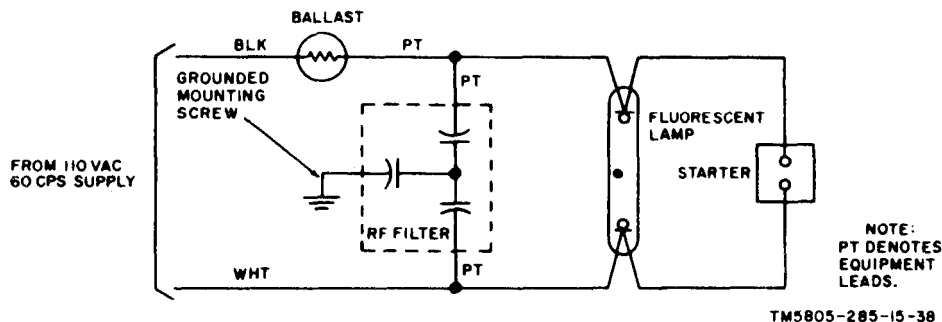 BALLAST
BLK
PT
GROUNDED
MOUNTING
SCREW
PT
FLUORESCENT
LAMP
FROM 110 VAC
60 CPS SUPPLY
STARTER
RF FILTER
WHT
PT
NOTE:
PT DENOTES
EQUIPMENT
LEADS.
TM5805-285-15-38